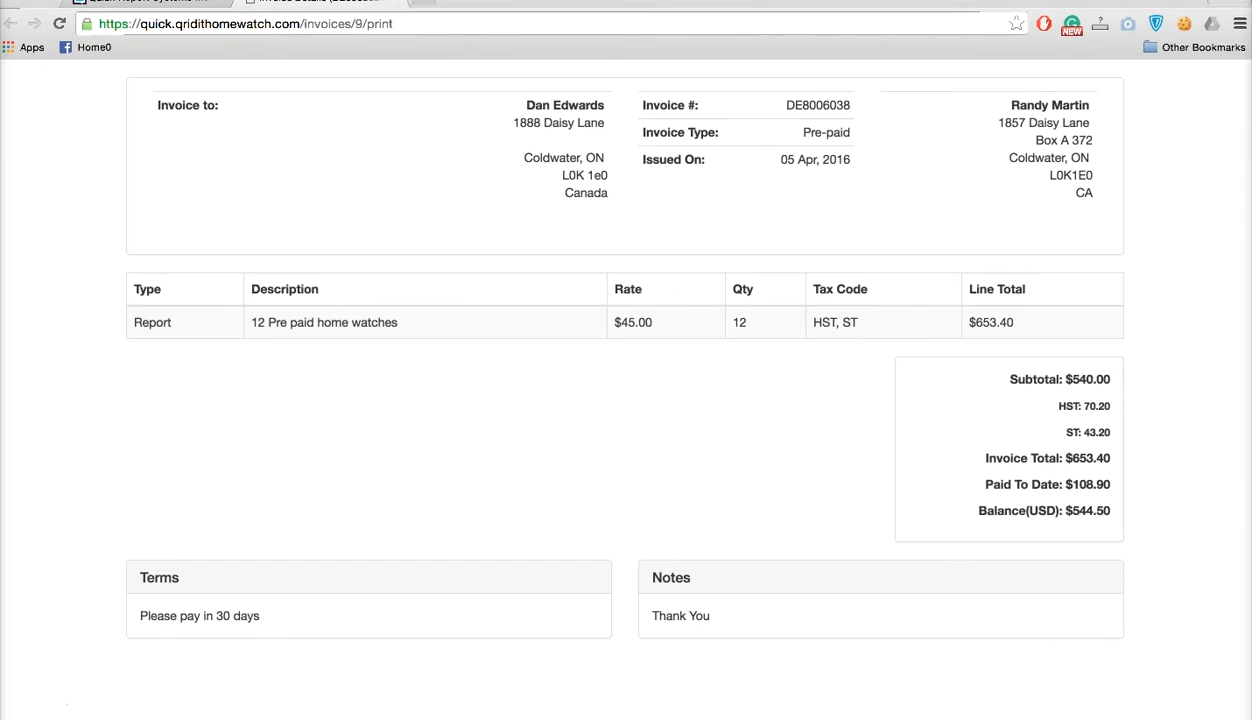 https://quick.qridithomewatch.com/invoices/9/print
NEW
Apps
Home0
Other Bookmarks
Invoice to:
Dan Edwards
1888 Daisy Lane
Coldwater, ON
L0K 1e0
Canada
Invoice #: DE8006038
Invoice Type: Pre-paid
Issued On: 05 Apr, 2016
Randy Martin
1857 Daisy Lane
Box A 372
Coldwater, ON
L0K1E0
CA
Type Description Rate Qty Tax Code Line Total
Report 12 Pre paid home watches $45.00 12 HST, ST $653.40
Subtotal: $540.00
HST: 70.20
ST: 43.20
Invoice Total: $653.40
Paid To Date: $108.90
Balance(USD): $544.50
Terms
Please pay in 30 days
Notes
Thank You